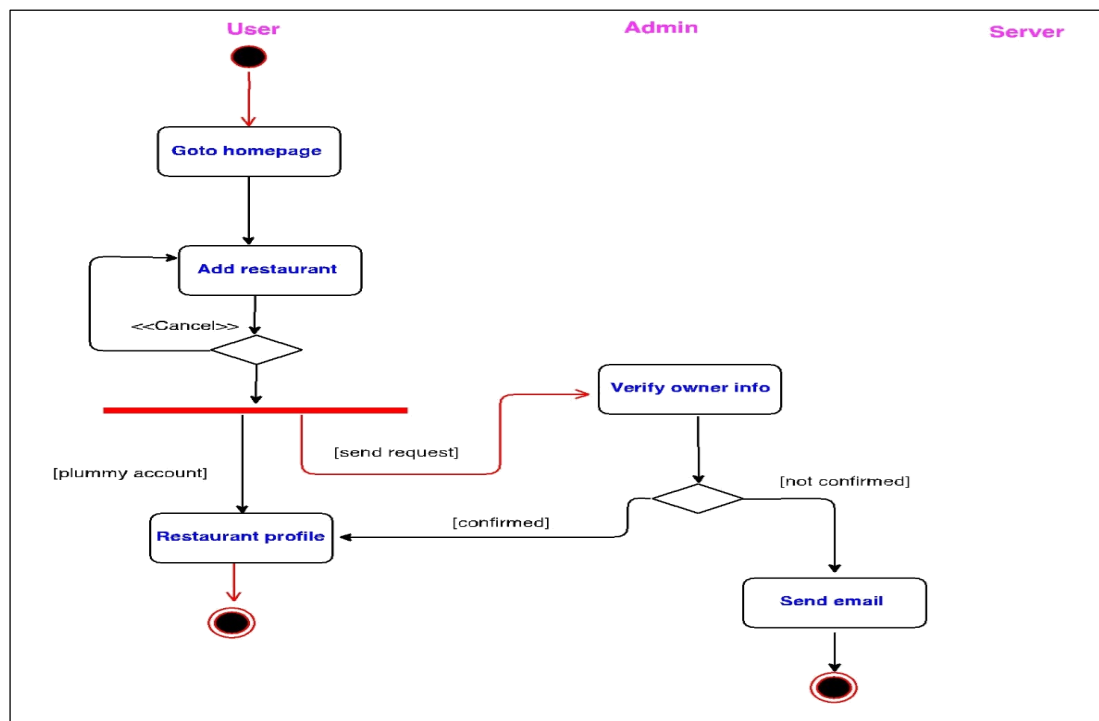 User
Admin
Server
Goto homepage
Add restaurant
<<Cancel>>
Verify owner info
[send request]
[plummy account]
[not confirmed]
[confirmed]
Restaurant profile
Send email